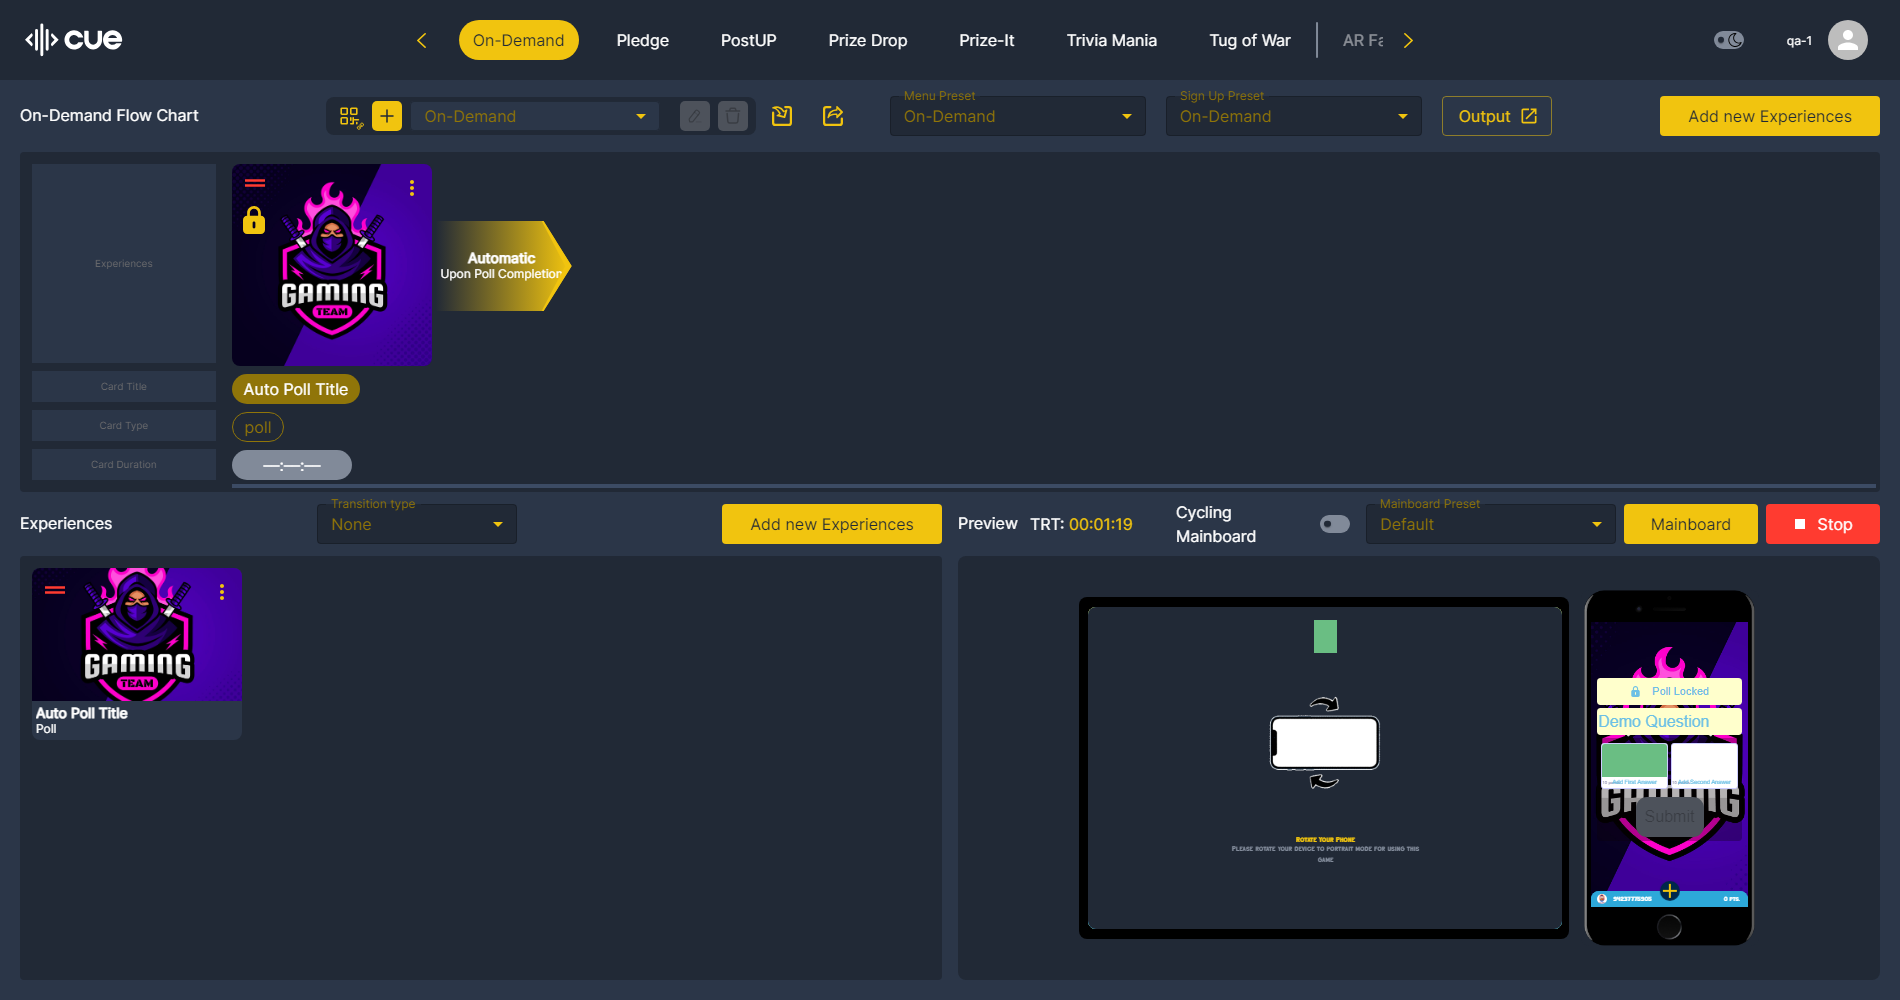 cue
On-Demand
Pledge
PostUP
Prize Drop
Prize-It
Trivia Mania
Tug of War
AR Fa
qa-1
On-Demand Flow Chart
On-Demand
Menu Preset
On-Demand
Sign Up Preset
On-Demand
Output
Add new Experiences
Experiences
GAMING
TEAM
Automatic
Upon Poll Completion
Card Title
Auto Poll Title
Card Type
poll
Card Duration
—:—:—
Experiences
Transition type
None
Add new Experiences
Preview
TRT: 00:01:19
Cycling
Mainboard
Mainboard Preset
Default
Mainboard
Stop
GAMING
TEAM
Auto Poll Title
Poll
Rotate Your Phone
Please rotate your device to portrait mode for using this
game
Poll Locked
Demo Question
Add First Answer
Add Second Answer
GAMING
Submit
0 PTS.